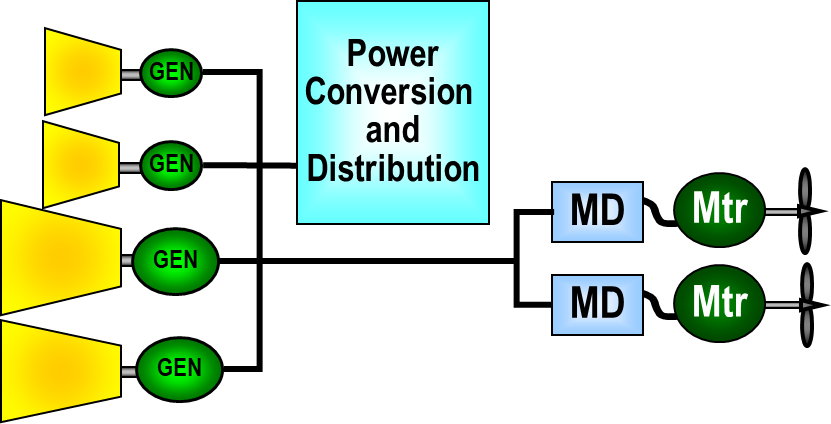 GEN
GEN
GEN
GEN
Power
Conversion
and
Distribution
MD
Mtr
MD
Mtr